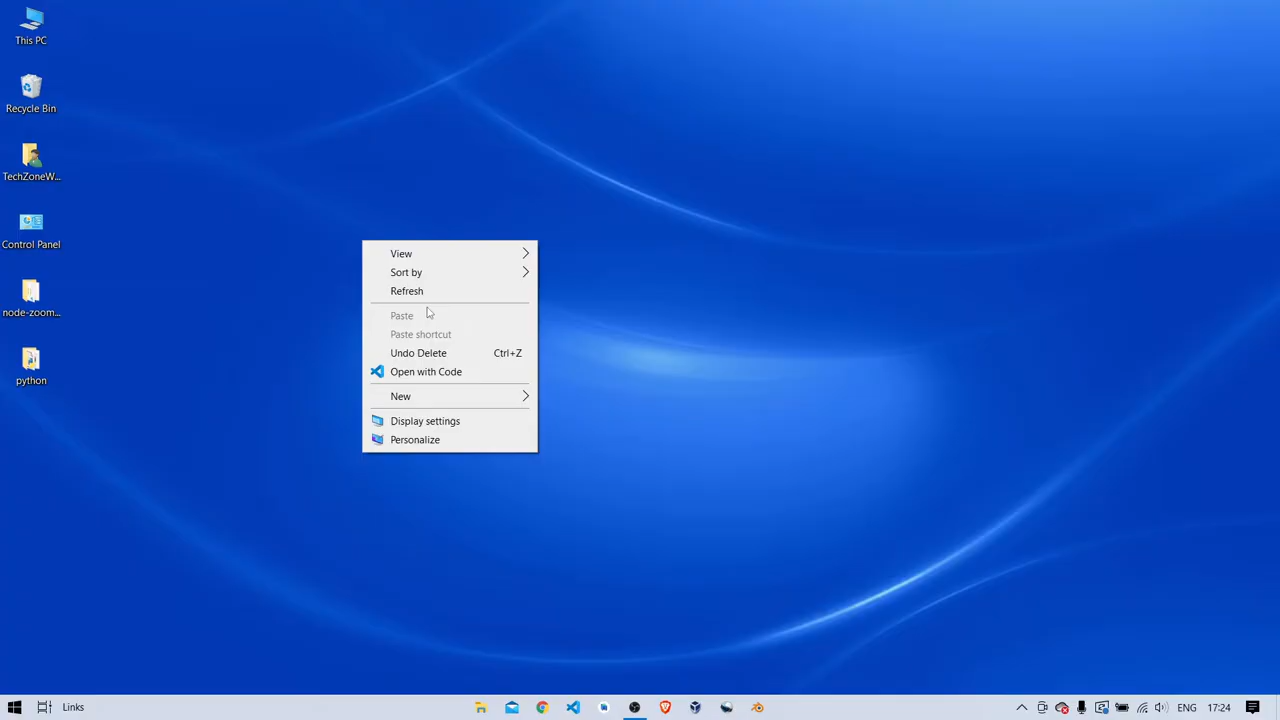 This PC
Recycle Bin
TechZoneW...
Control Panel
node-zoom...
python
View
Sort by
Refresh
Paste
Paste shortcut
Undo Delete Ctrl+Z
Open with Code
New
Display settings
Personalize
Links
ENG 17:24